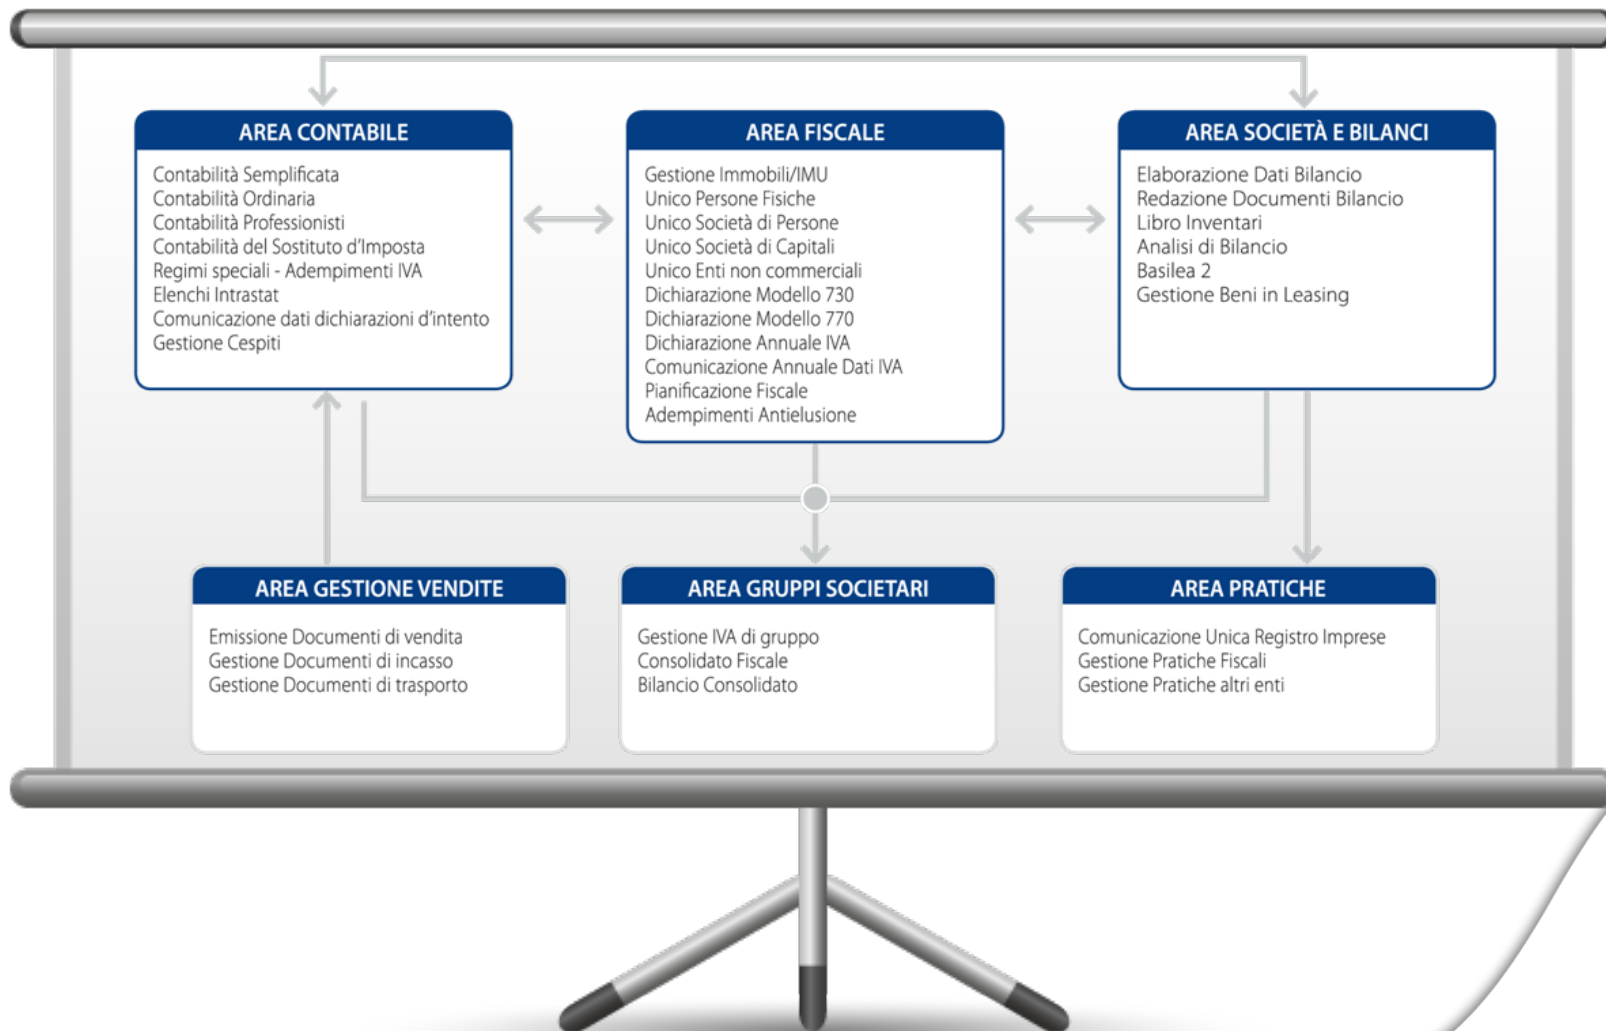 AREA CONTABILE
Contabilità Semplificata
Contabilità Ordinaria
Contabilità Professionisti
Contabilità del Sostituto d'Imposta
Regimi speciali - Adempimenti IVA
Elenchi Intrastat
Comunicazione dati dichiarazioni d'intento
Gestione Cespiti
AREA FISCALE
Gestione Immobili/IMU
Unico Persone Fisiche
Unico Società di Persone
Unico Società di Capitali
Unico Enti non commerciali
Dichiarazione Modello 730
Dichiarazione Modello 770
Dichiarazione Annuale IVA
Comunicazione Annuale Dati IVA
Pianificazione Fiscale
Adempimenti Antielusione
AREA SOCIETÀ E BILANCI
Elaborazione Dati Bilancio
Redazione Documenti Bilancio
Libro Inventari
Analisi di Bilancio
Basilea 2
Gestione Beni in Leasing
AREA GESTIONE VENDITE
Emissione Documenti di vendita
Gestione Documenti di incasso
Gestione Documenti di trasporto
AREA GRUPPI SOCIETARI
Gestione IVA di gruppo
Consolidato Fiscale
Bilancio Consolidato
AREA PRATICHE
Comunicazione Unica Registro Imprese
Gestione Pratiche Fiscali
Gestione Pratiche altri enti